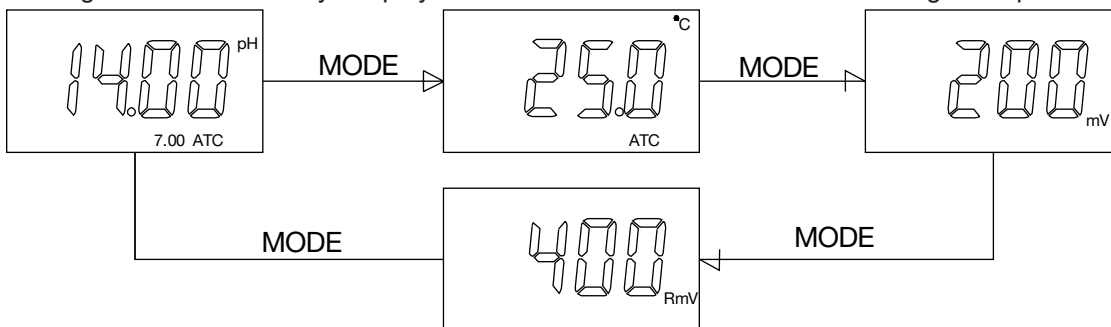 14.00 pH
7.00 ATC
MODE
25.0 °C
ATC
MODE
200 mV
MODE
400 RmV
MODE